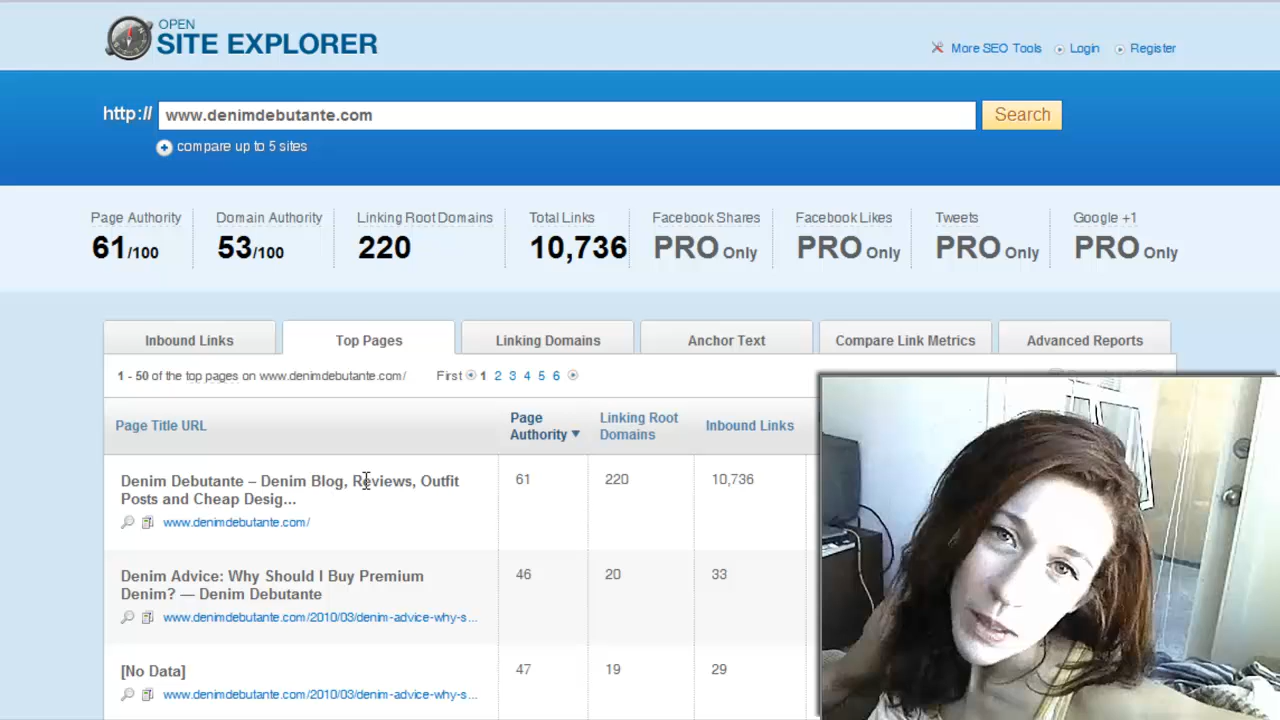 OPEN
SITE EXPLORER
More SEO Tools Login Register
http:// www.denimdebutante.com Search
compare up to 5 sites
Page Authority Domain Authority Linking Root Domains Total Links Facebook Shares Facebook Likes Tweets Google +1
61/100 53/100 220 10,736 PRO Only PRO Only PRO Only PRO Only
Inbound Links Top Pages Linking Domains Anchor Text Compare Link Metrics Advanced Reports
1 - 50 of the top pages on www.denimdebutante.com/ First 1 2 3 4 5 6
Page Title URL Page Authority Linking Root Domains Inbound Links
Denim Debutante – Denim Blog, Reviews, Outfit 61 220 10,736
Posts and Cheap Desig...
www.denimdebutante.com/
Denim Advice: Why Should I Buy Premium 46 20 33
Denim? — Denim Debutante
www.denimdebutante.com/2010/03/denim-advice-why-s...
[No Data] 47 19 29
www.denimdebutante.com/2010/03/denim-advice-why-s...